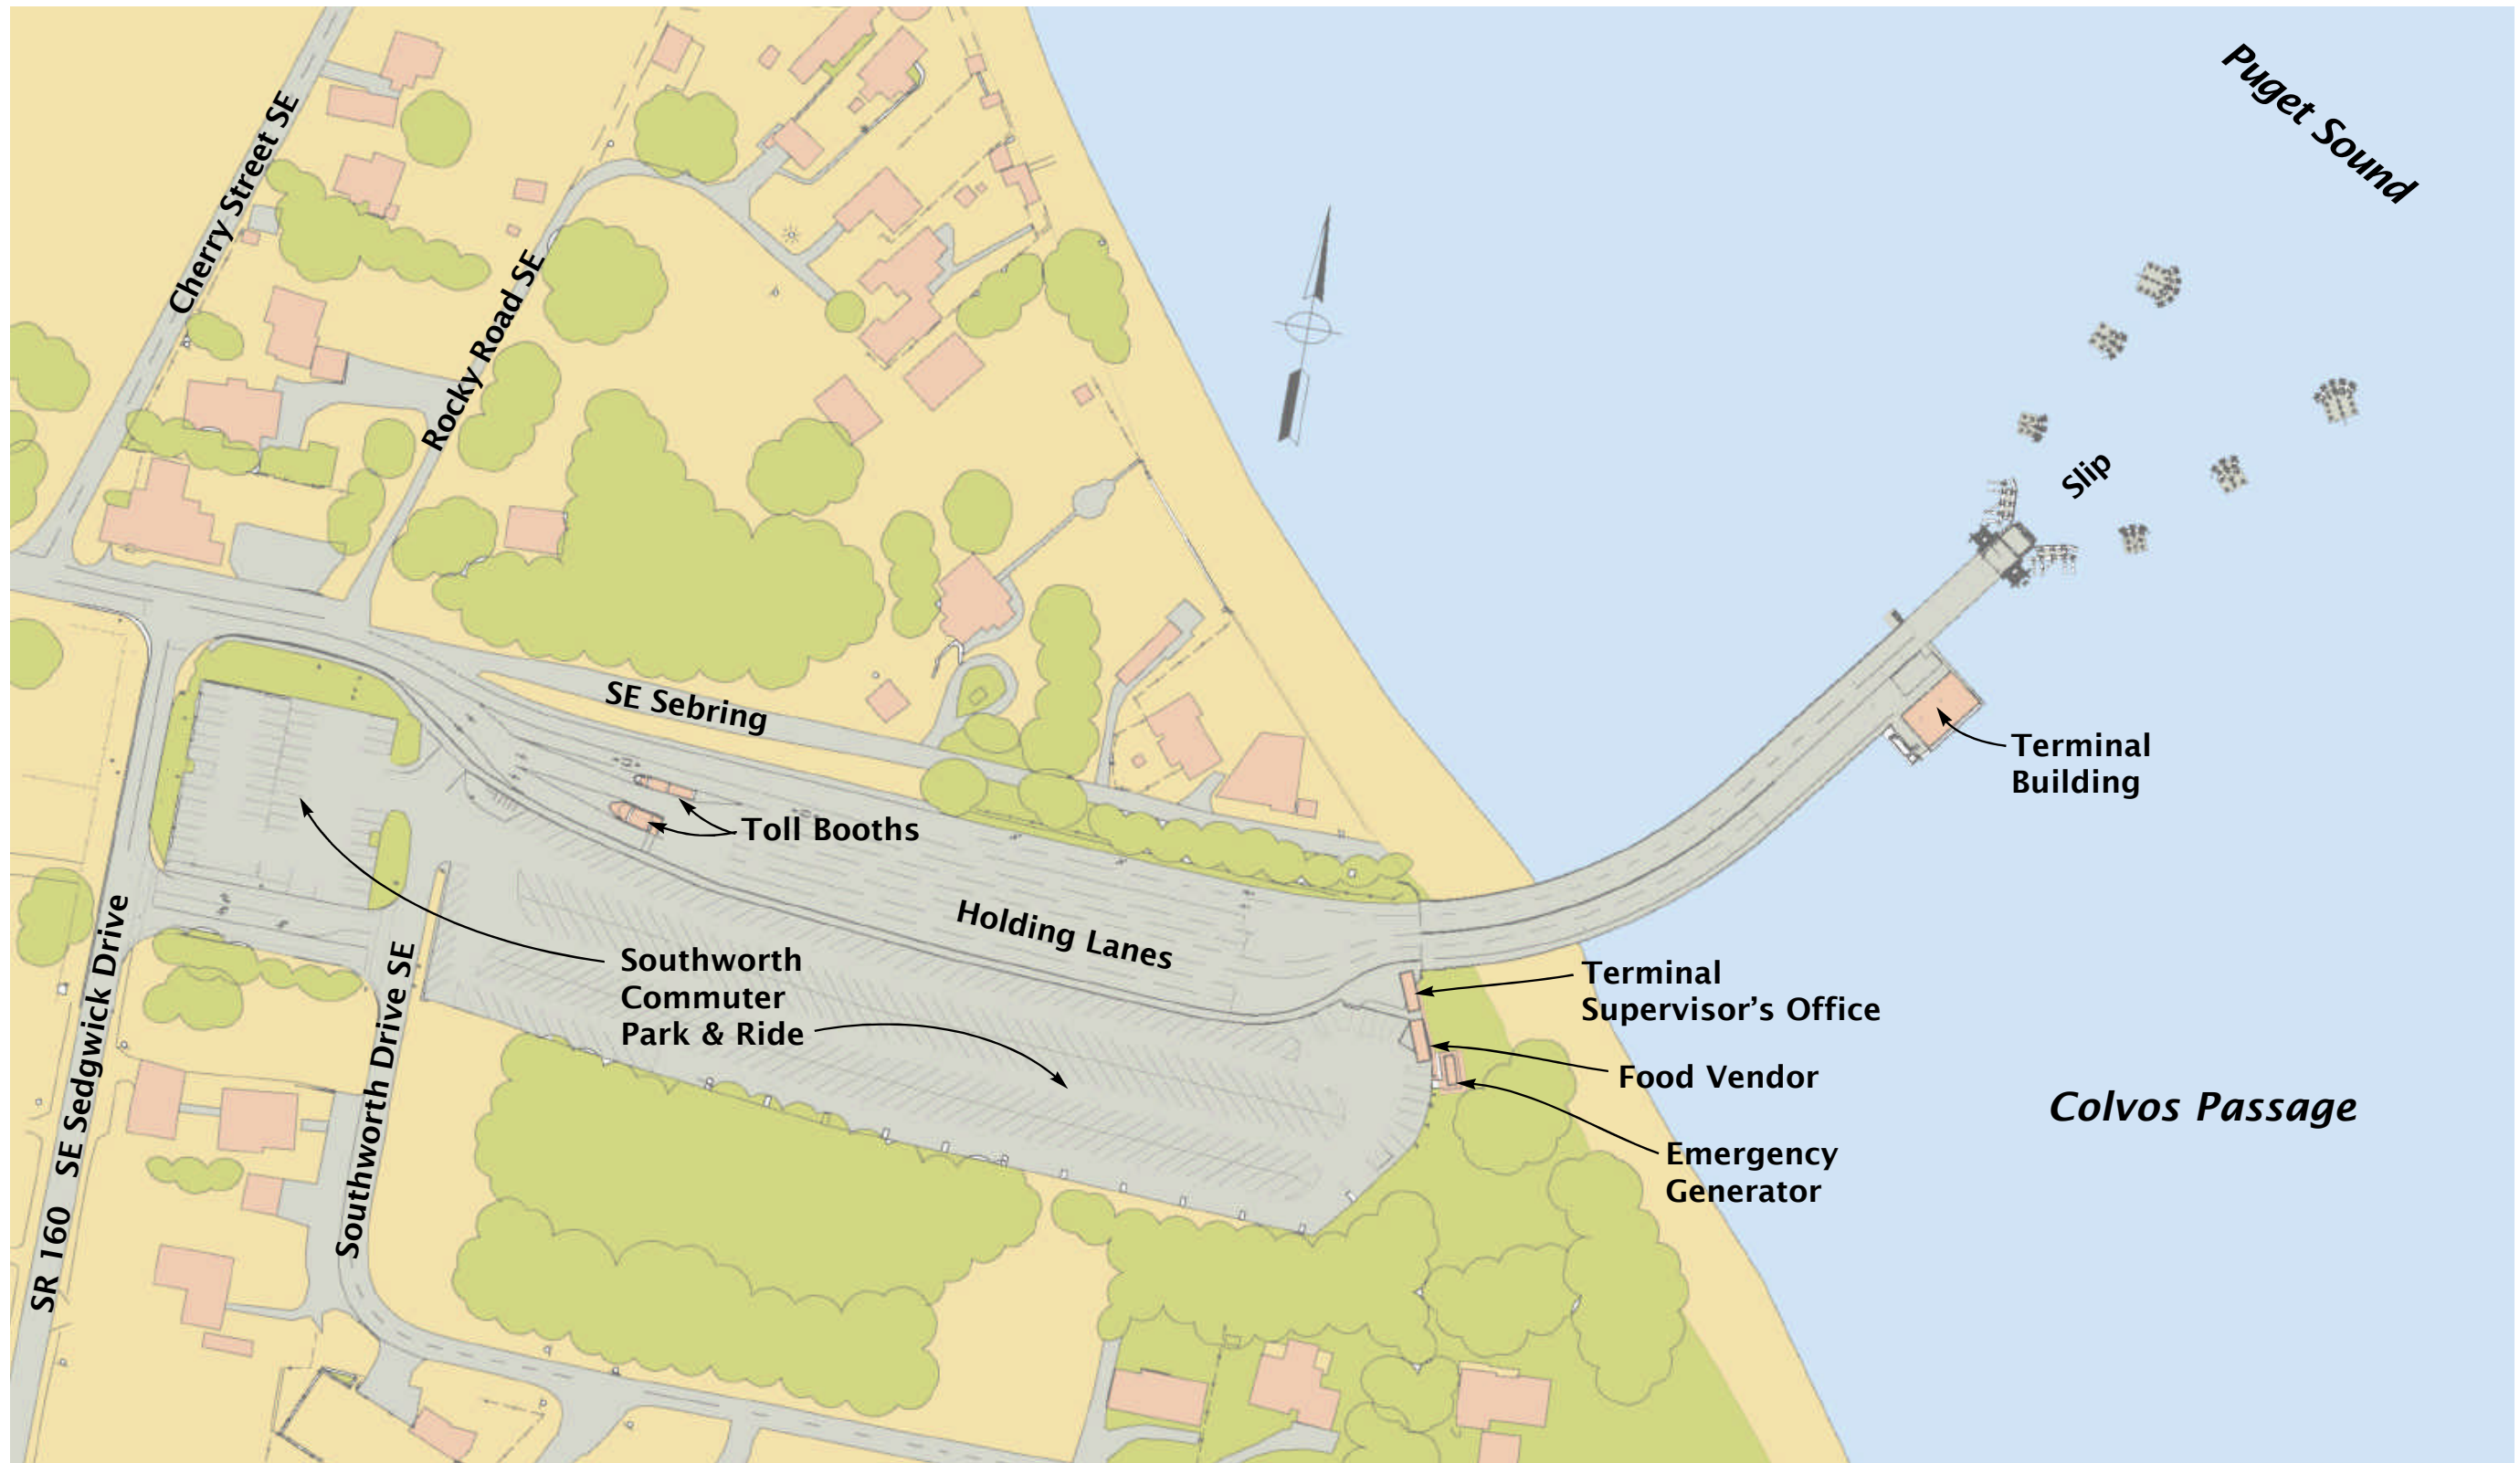 Puget Sound
Cherry Street SE
Rocky Road SE
Slip
SE Sebring
Terminal
Building
Toll Booths
Holding Lanes
Southworth
Commuter
Park & Ride
Terminal
Supervisor’s Office
Food Vendor
Emergency
Generator
Colvos Passage
SR 160   SE Sedgwick Drive
Southworth Drive SE